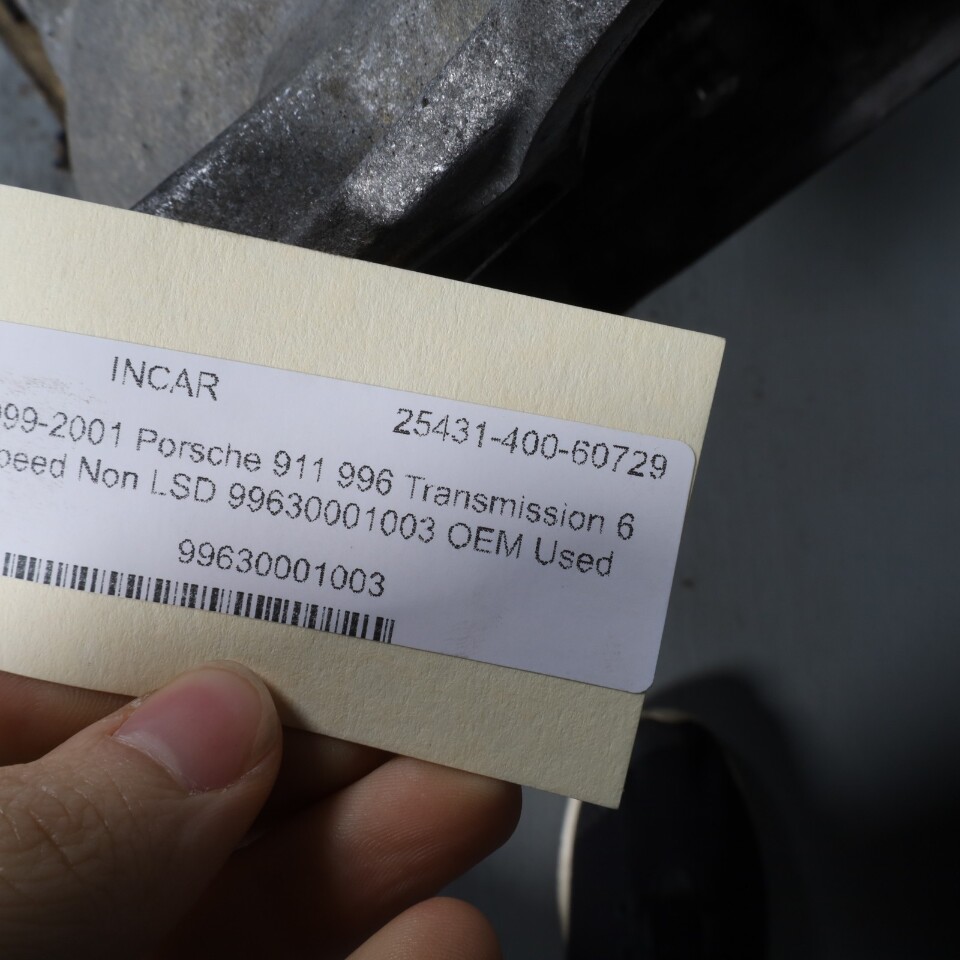 INCAR
25431-400-60729
999-2001 Porsche 911 996 Transmission 6
peed Non LSD 99630001003 OEM Used
99630001003